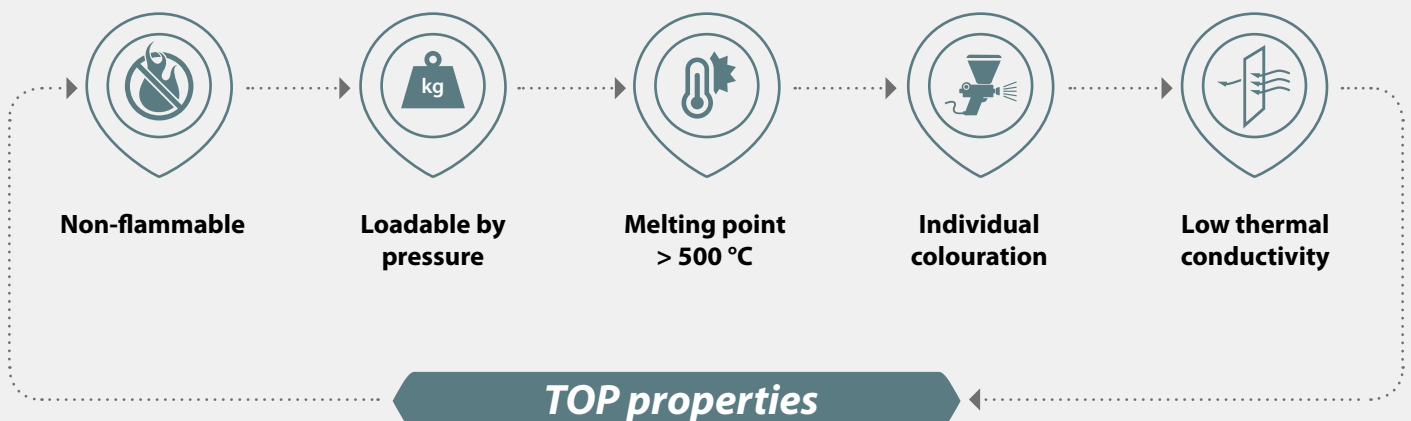 kg
Non-flammable
Loadable by
pressure
Melting point
> 500 °C
Individual
colouration
Low thermal
conductivity
TOP properties